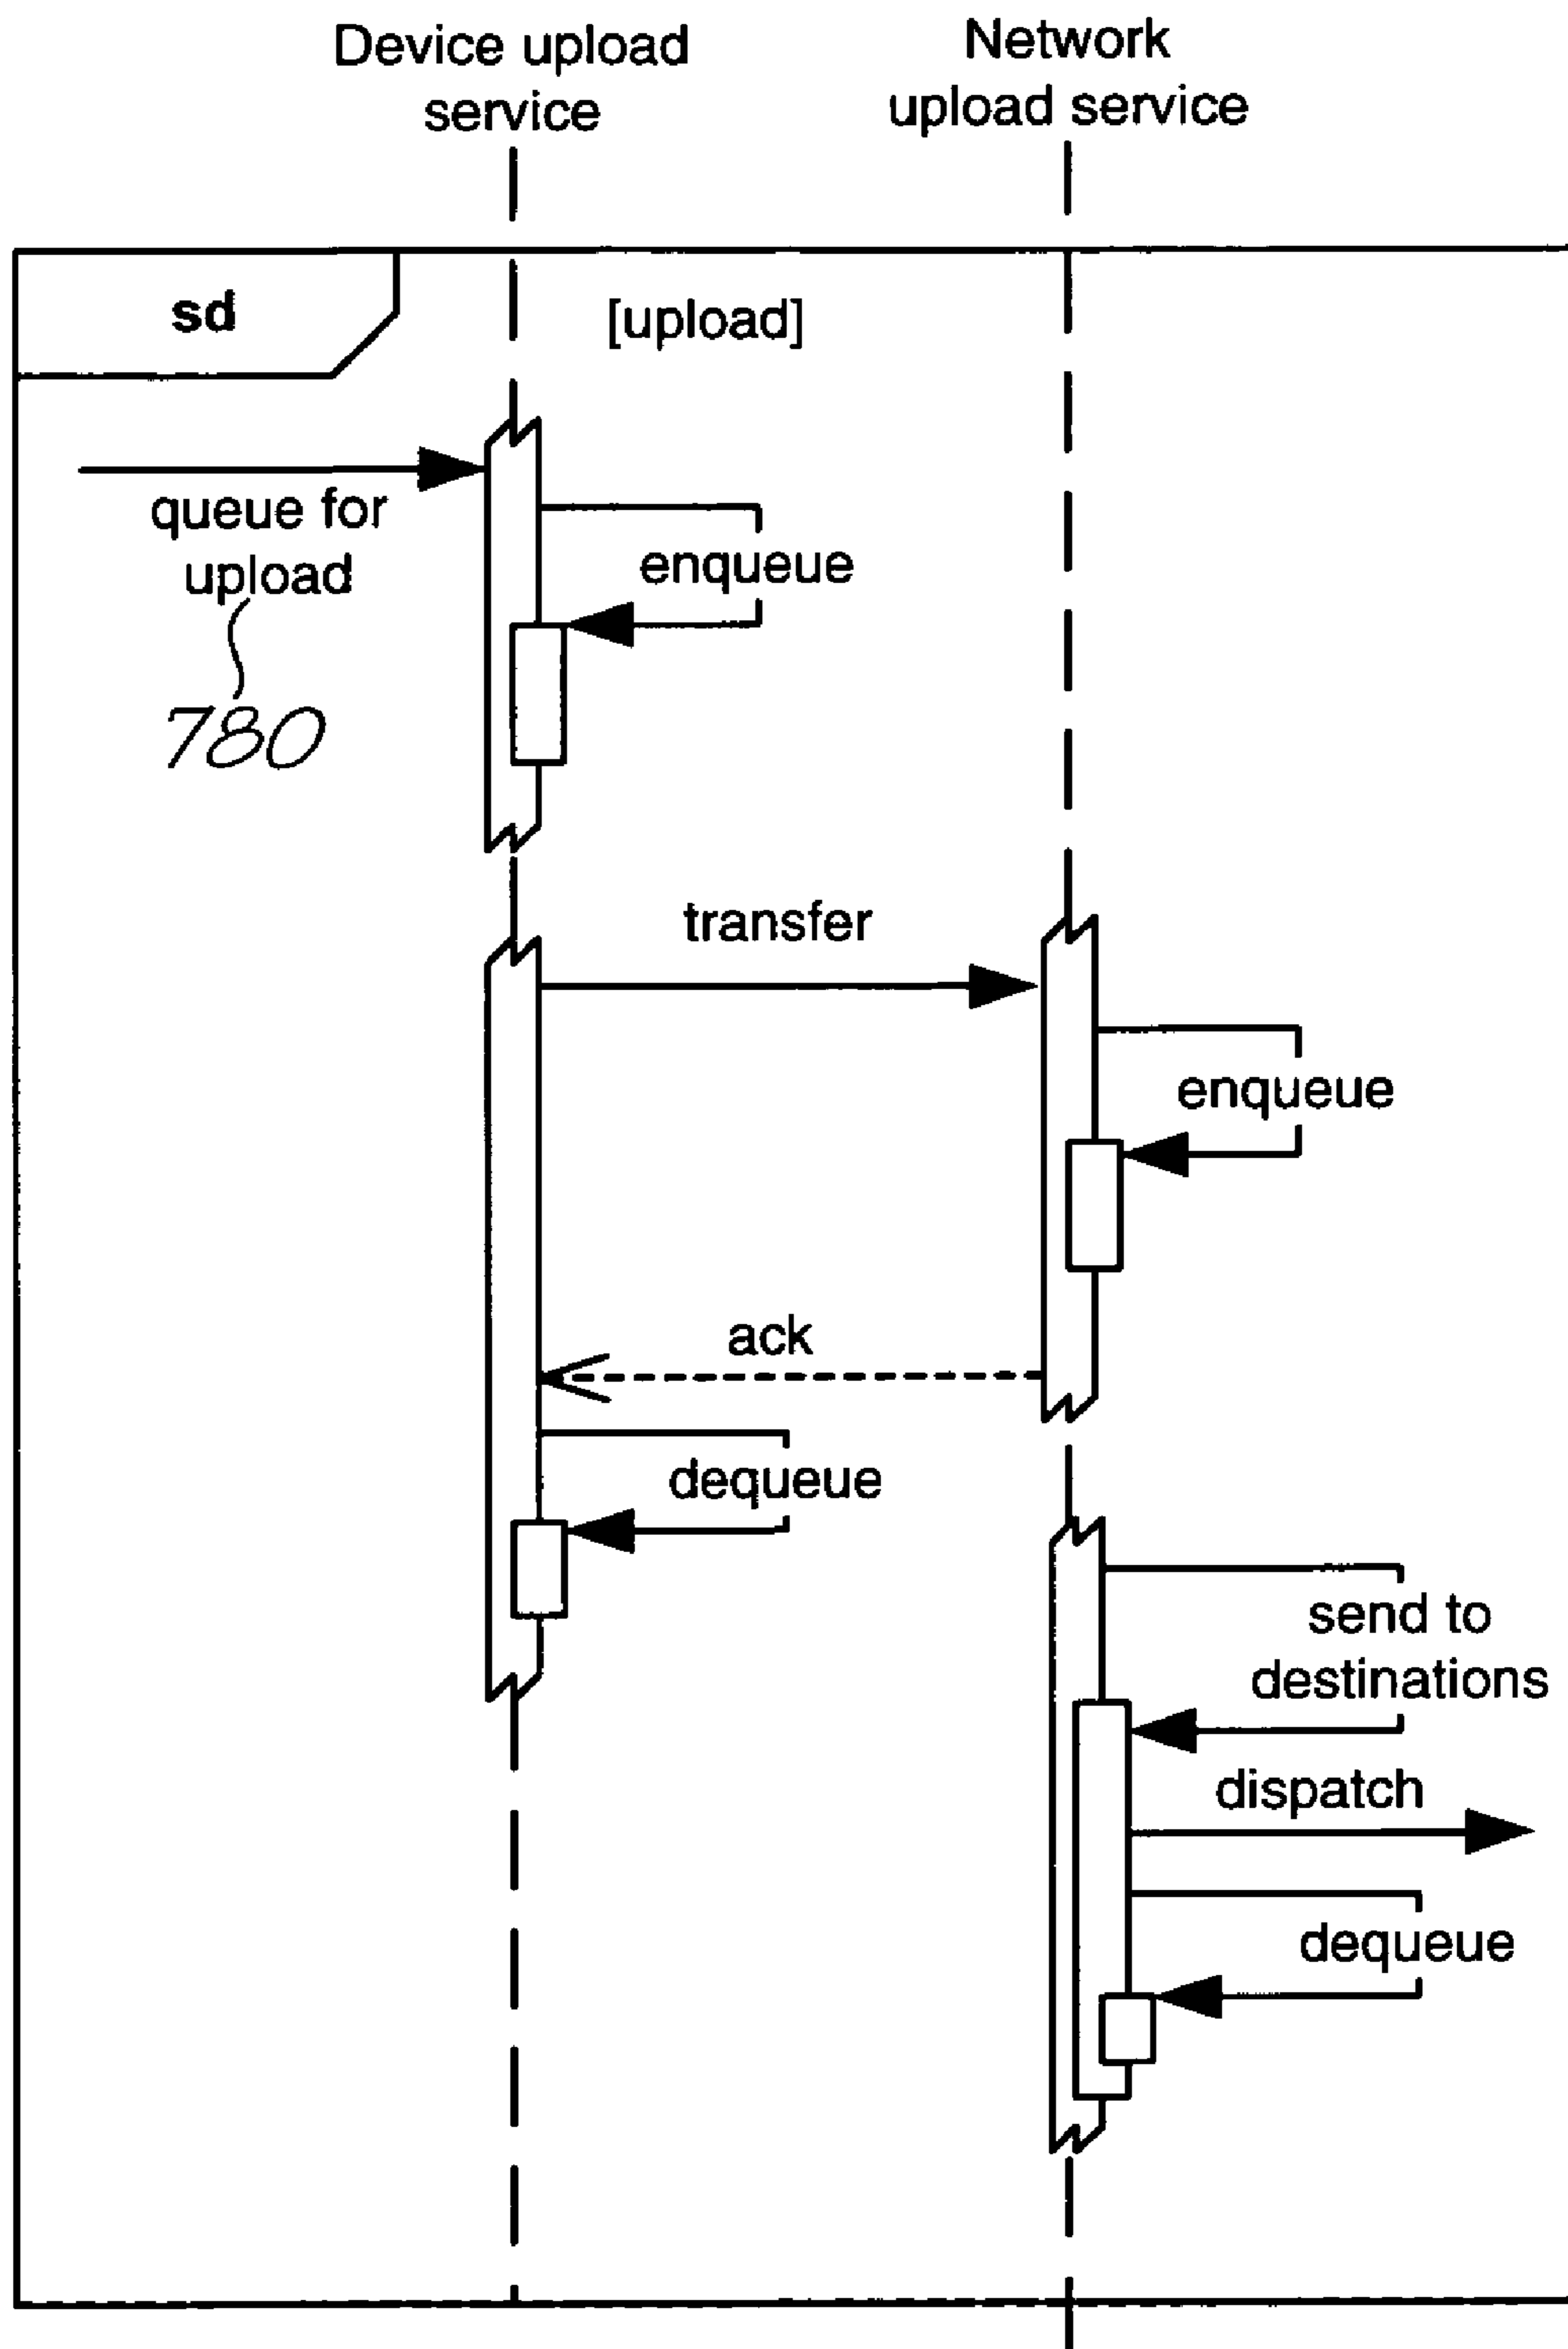 Device upload
service
Network
upload service
sd
[upload]
queue for
upload
780
enqueue
transfer
enqueue
ack
dequeue
send to
destinations
dispatch
dequeue